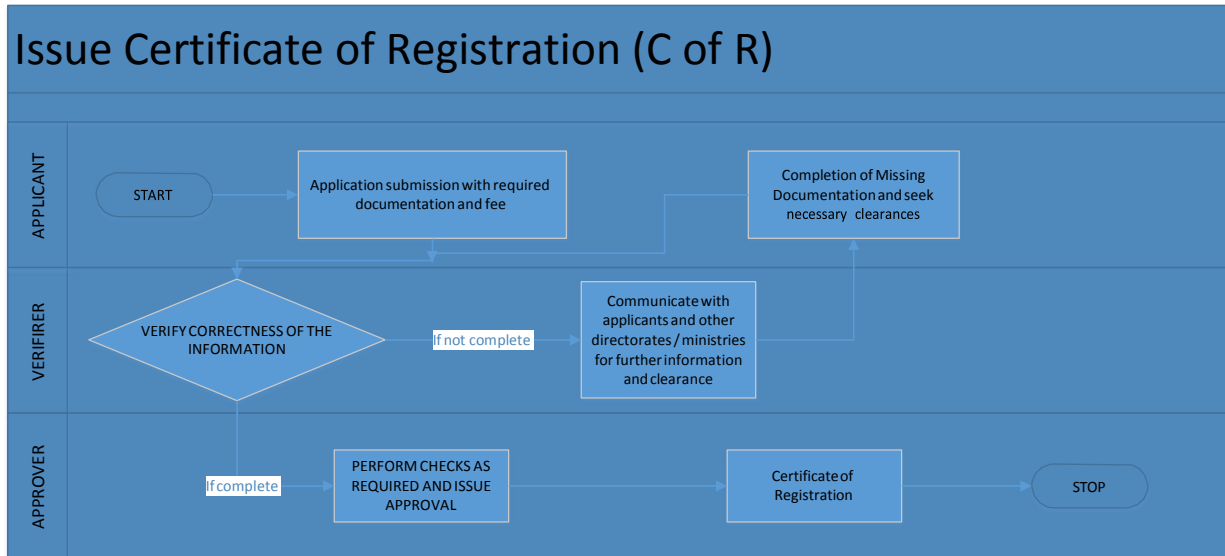 Issue Certificate of Registration (C of R)
APPLICANT
START
Application submission with required
documentation and fee
Completion of Missing
Documentation and seek
necessary clearances
VERIFIRER
VERIFY CORRECTNESS OF THE
INFORMATION
If not complete
Communicate with
applicants and other
directorates / ministries
for further information
and clearance
APPROVER
If complete
PERFORM CHECKS AS
REQUIRED AND ISSUE
APPROVAL
Certificate of
Registration
STOP